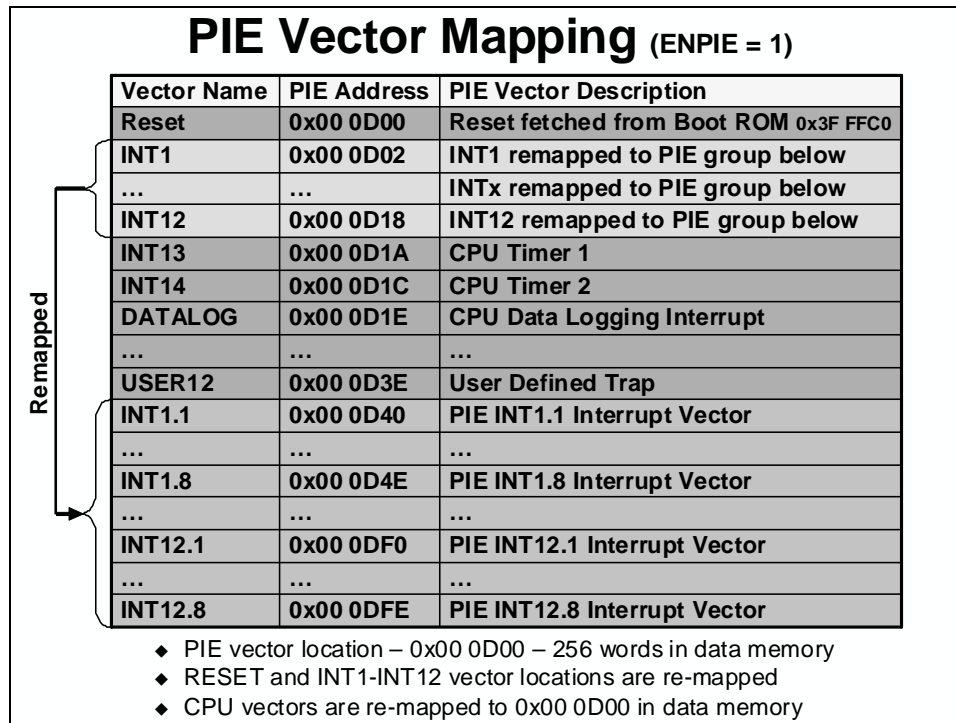 PIE Vector Mapping (ENPIE = 1)
Vector Name PIE Address PIE Vector Description
Reset 0x00 0D00 Reset fetched from Boot ROM 0x3F FFC0
INT1 0x00 0D02 INT1 remapped to PIE group below
… … INTx remapped to PIE group below
INT12 0x00 0D18 INT12 remapped to PIE group below
INT13 0x00 0D1A CPU Timer 1
INT14 0x00 0D1C CPU Timer 2
DATALOG 0x00 0D1E CPU Data Logging Interrupt
… … …
USER12 0x00 0D3E User Defined Trap
INT1.1 0x00 0D40 PIE INT1.1 Interrupt Vector
… … …
INT1.8 0x00 0D4E PIE INT1.8 Interrupt Vector
… … …
INT12.1 0x00 0DF0 PIE INT12.1 Interrupt Vector
… … …
INT12.8 0x00 0DFE PIE INT12.8 Interrupt Vector
Remapped
◆ PIE vector location – 0x00 0D00 – 256 words in data memory
◆ RESET and INT1-INT12 vector locations are re-mapped
◆ CPU vectors are re-mapped to 0x00 0D00 in data memory